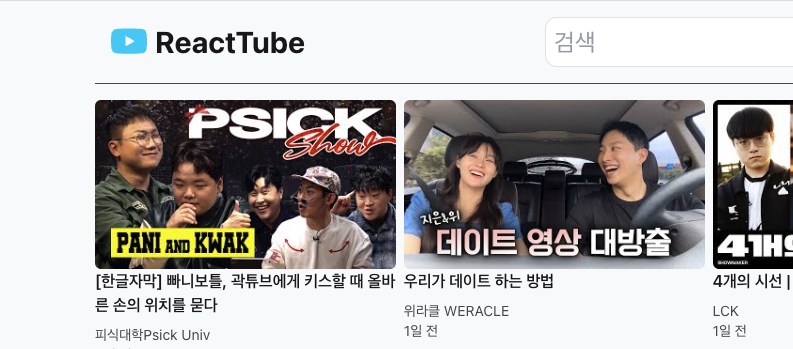 ReactTube
검색
PSICK
Show
PANI AND KWAK
[한글자막] 빠니보틀, 곽튜브에게 키스할 때 올바
른 손의 위치를 묻다
피식대학Psick Univ
지은&위
데이트 영상 대방출
우리가 데이트 하는 방법
위라클 WERACLE
1일 전
4개의
SHOWMAKER
4개의 시선 |
LCK
1일 전